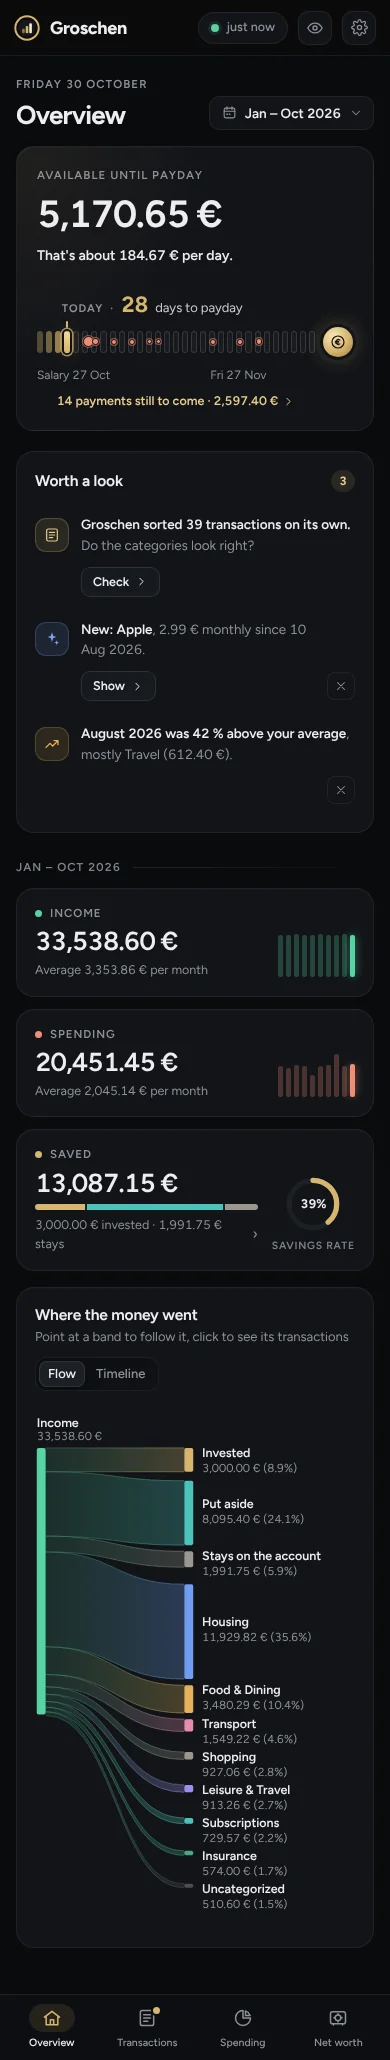 Groschen
just now
FRIDAY 30 OCTOBER
Overview
Jan – Oct 2026
AVAILABLE UNTIL PAYDAY
5,170.65 €
That's about 184.67 € per day.
TODAY · 28 days to payday
Salary 27 Oct
Fri 27 Nov
14 payments still to come · 2,597.40 €
Worth a look
3
Groschen sorted 39 transactions on its own.
Do the categories look right?
Check
New: Apple, 2.99 € monthly since 10
Aug 2026.
Show
August 2026 was 42 % above your average,
mostly Travel (612.40 €).
JAN – OCT 2026
INCOME
33,538.60 €
Average 3,353.86 € per month
SPENDING
20,451.45 €
Average 2,045.14 € per month
SAVED
13,087.15 €
3,000.00 € invested · 1,991.75 €
stays
39%
SAVINGS RATE
Where the money went
Point at a band to follow it, click to see its transactions
Flow
Timeline
Income
33,538.60 €
Invested
3,000.00 € (8.9%)
Put aside
8,095.40 € (24.1%)
Stays on the account
1,991.75 € (5.9%)
Housing
11,929.82 € (35.6%)
Food & Dining
3,480.29 € (10.4%)
Transport
1,549.22 € (4.6%)
Shopping
927.06 € (2.8%)
Leisure & Travel
913.26 € (2.7%)
Subscriptions
729.57 € (2.2%)
Insurance
574.00 € (1.7%)
Uncategorized
510.60 € (1.5%)
Overview
Transactions
Spending
Net worth